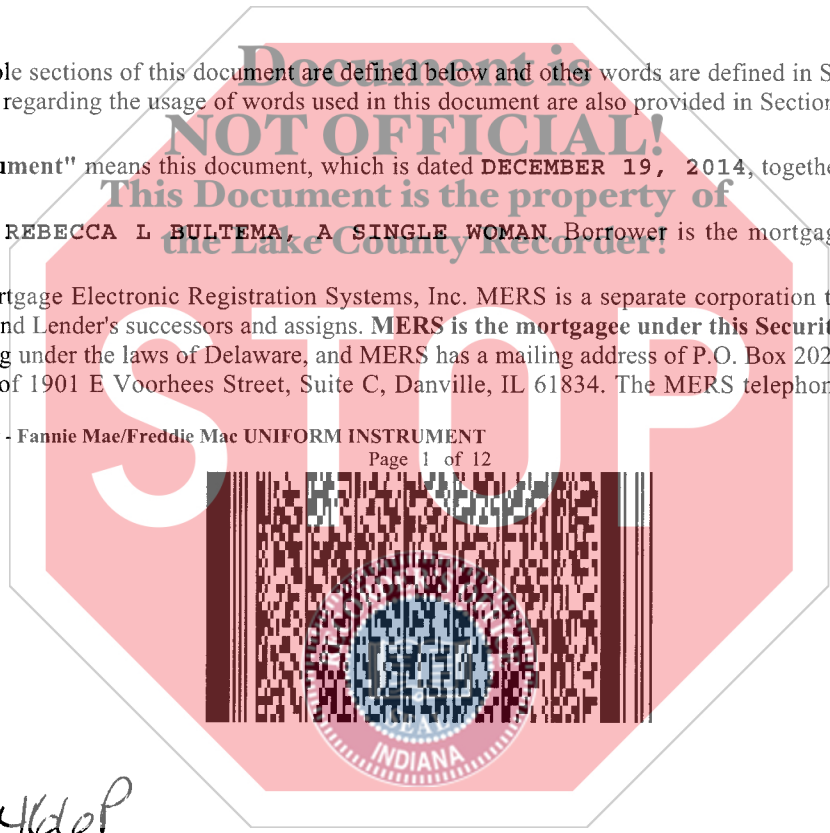 Document is
ole sections of this document are defined below and other words are defined in S
regarding the usage of words used in this document are also provided in Section
NOT OFFICIAL!
ument" means this document, which is dated DECEMBER 19, 2014, togethe
This Document is the property of
REBECCA L BULTEMA, A SINGLE WOMAN. Borrower is the mortgag
the Lake County Recorder!
rtgage Electronic Registration Systems, Inc. MERS is a separate corporation t
nd Lender's successors and assigns. MERS is the mortgagee under this Securit
g under the laws of Delaware, and MERS has a mailing address of P.O. Box 202
of 1901 E Voorhees Street, Suite C, Danville, IL 61834. The MERS telephon
STOP
- Fannie Mae/Freddie Mac UNIFORM INSTRUMENT
Page 1 of 12
SEAL
INDIANA